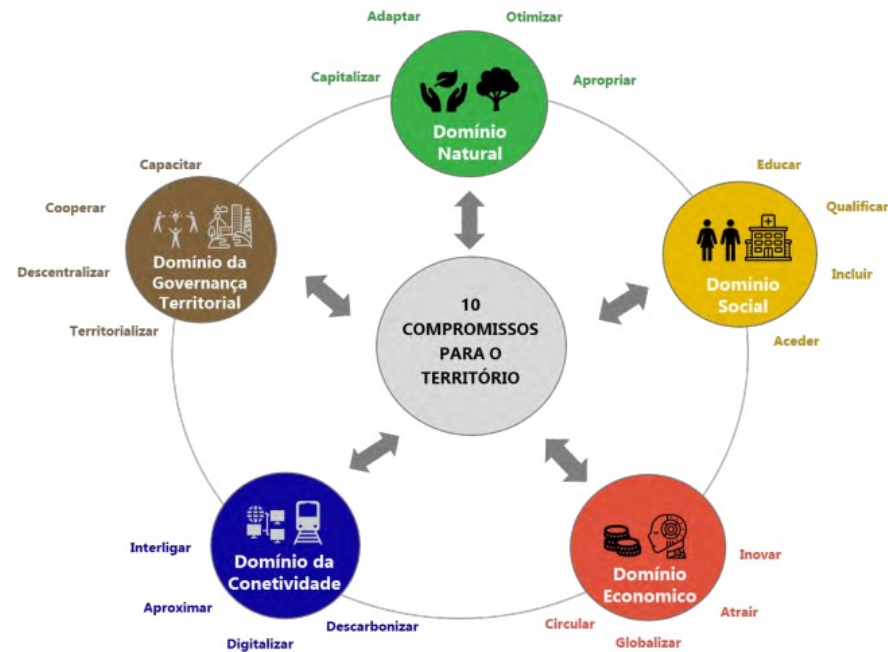 Adaptar
Otimizar
Capitalizar
Apropriar
Domínio
Natural
Educar
Qualificar
Incluir
Aceder
Domínio
Social
Capacitar
Cooperar
Descentralizar
Territorializar
Domínio da
Governança
Territorial
10
COMPROMISSOS
PARA O
TERRITÓRIO
Interligar
Aproximar
Digitalizar
Descarbonizar
Domínio da
Conetividade
Domínio
Economico
Inovar
Atrair
Globalizar
Circular